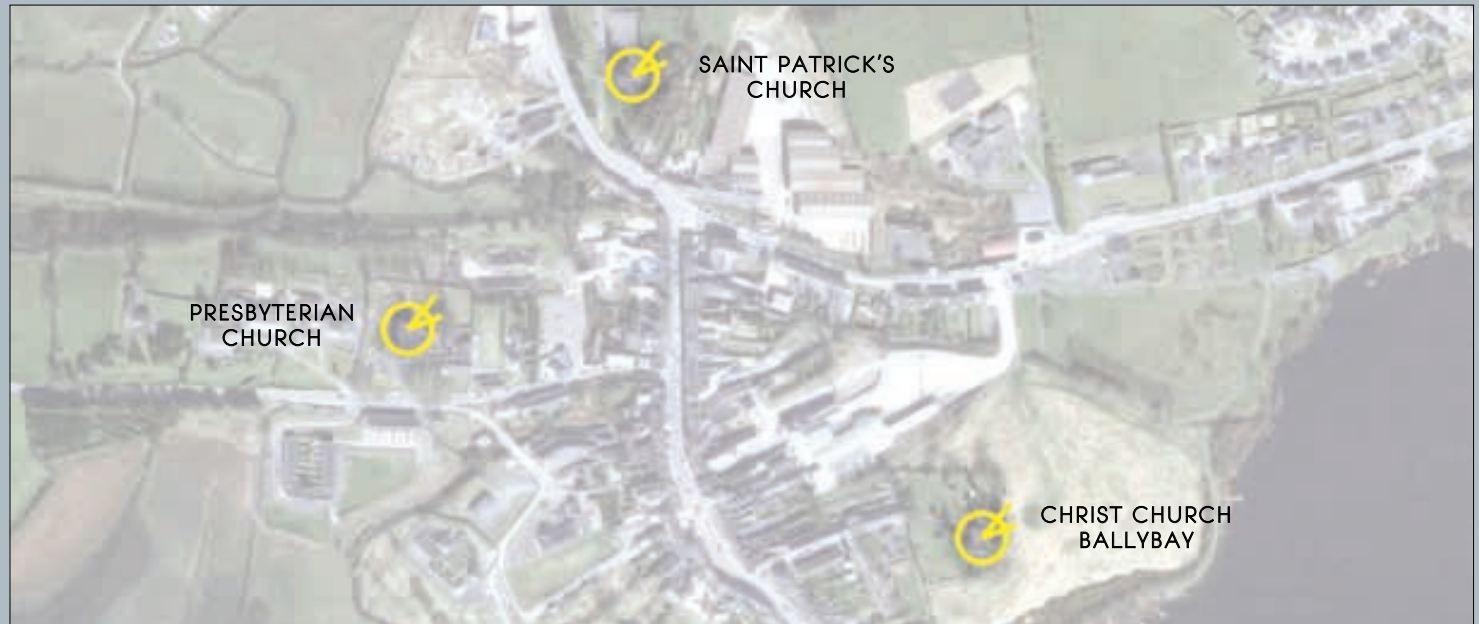 SAINT PATRICK'S
CHURCH
PRESBYTERIAN
CHURCH
CHRIST CHURCH
BALLYBAY